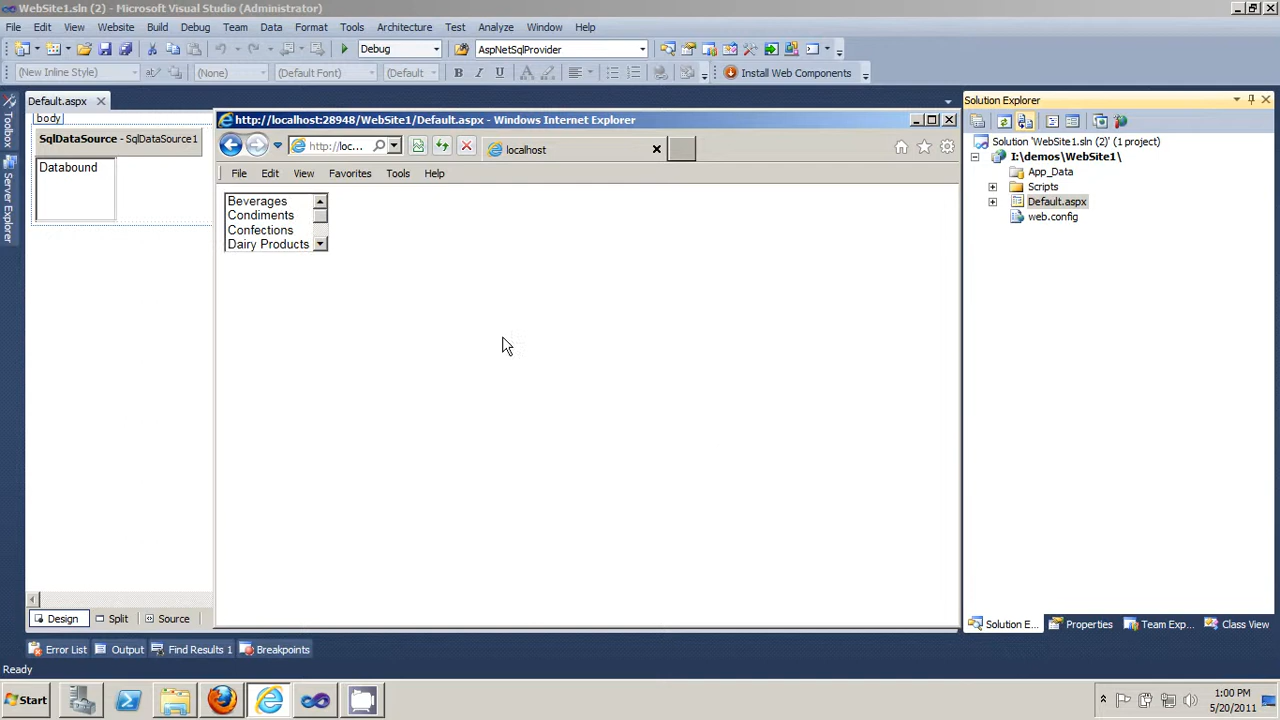 WebSite1.sln (2) - Microsoft Visual Studio (Administrator)
File Edit View Website Build Debug Team Data Format Tools Architecture Test Analyze Window Help
Debug AspNetSqlProvider
(New Inline Style) (None) (Default Font) (Default B I U A Install Web Components
Default.aspx
body
SqlDataSource - SqlDataSource1
Databound
Toolbox
Server Explorer
http://localhost:28948/WebSite1/Default.aspx - Windows Internet Explorer
http://loc... localhost
File Edit View Favorites Tools Help
Beverages
Condiments
Confections
Dairy Products
Solution Explorer
Solution 'WebSite1.sln (2)' (1 project)
I:\demos\WebSite1\
App_Data
Scripts
Default.aspx
web.config
Design Split Source
Solution E... Properties Team Exp... Class View
Error List Output Find Results 1 Breakpoints
Ready
Start
1:00 PM
5/20/2011